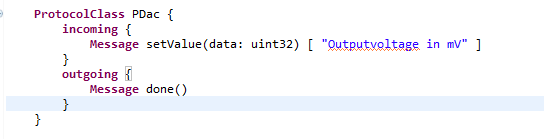 ProtocolClass PDac {
incoming {
Message setValue(data: uint32) [ "Outputvoltage in mV" ]
}
outgoing {
Message done()
}
}